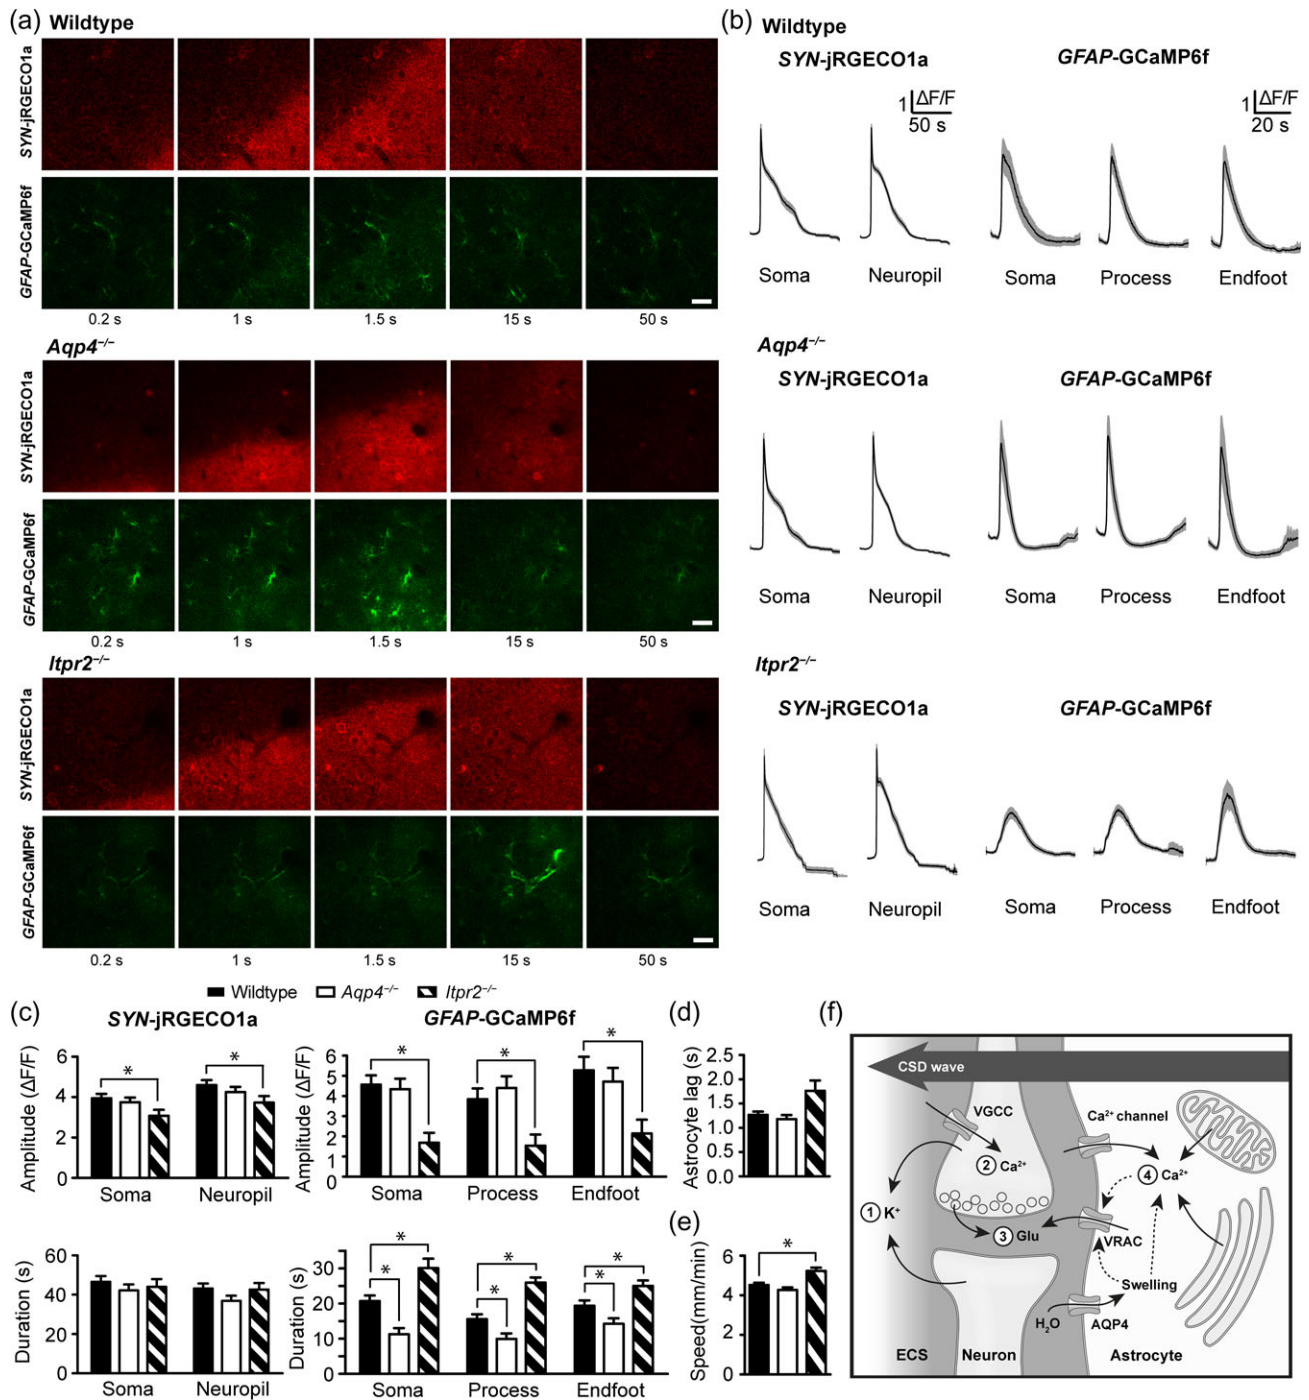 (a) Wildtype
SYN-jRGECO1a
GFAP-GCaMP6f
0.2 s 1 s 1.5 s 15 s 50 s
Aqp4⁻/⁻
SYN-jRGECO1a
GFAP-GCaMP6f
0.2 s 1 s 1.5 s 15 s 50 s
Itpr2⁻/⁻
SYN-jRGECO1a
GFAP-GCaMP6f
0.2 s 1 s 1.5 s 15 s 50 s
(b) Wildtype
SYN-jRGECO1a GFAP-GCaMP6f
1 ΔF/F 1 ΔF/F
50 s 20 s
Soma Neuropil Soma Process Endfoot
Aqp4⁻/⁻
SYN-jRGECO1a GFAP-GCaMP6f
Soma Neuropil Soma Process Endfoot
Itpr2⁻/⁻
SYN-jRGECO1a GFAP-GCaMP6f
Soma Neuropil Soma Process Endfoot
Wildtype Aqp4⁻/⁻ Itpr2⁻/⁻
(c) SYN-jRGECO1a GFAP-GCaMP6f
Amplitude (ΔF/F)
6
4
2
0
* *
Soma Neuropil
Amplitude (ΔF/F)
6
5
4
3
2
1
0
* * *
Soma Process Endfoot
Duration (s)
60
40
20
0
Soma Neuropil
Duration (s)
30
20
10
0
* * * * * *
Soma Process Endfoot
(d)
Astrocyte lag (s)
2.5
2.0
1.5
1.0
0.5
0.0
(e)
Speed(mm/min)
6
4
2
0
*
(f)
CSD wave
VGCC
Ca²⁺ channel
2 Ca²⁺
4 Ca²⁺
1 K⁺
3 Glu
VRAC
Swelling
H₂O
AQP4
ECS Neuron Astrocyte